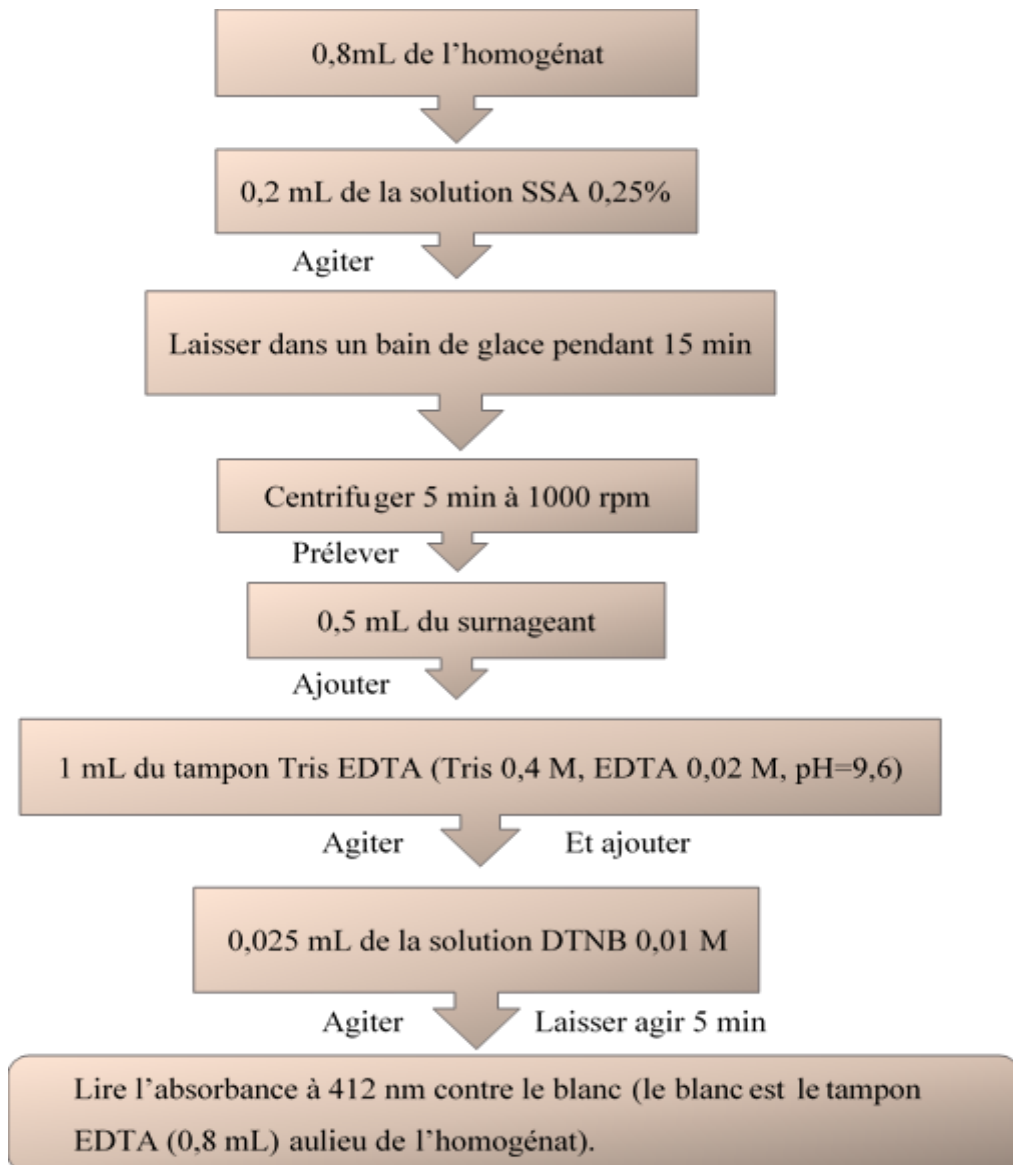 0,8mL de l’homogénat
0,2 mL de la solution SSA 0,25%
Agiter
Laisser dans un bain de glace pendant 15 min
Centrifuger 5 min à 1000 rpm
Prélever
0,5 mL du surnageant
Ajouter
1 mL du tampon Tris EDTA (Tris 0,4 M, EDTA 0,02 M, pH=9,6)
Agiter Et ajouter
0,025 mL de la solution DTNB 0,01 M
Agiter Laisser agir 5 min
Lire l’absorbance à 412 nm contre le blanc (le blanc est le tampon
EDTA (0,8 mL) aulieu de l’homogénat).